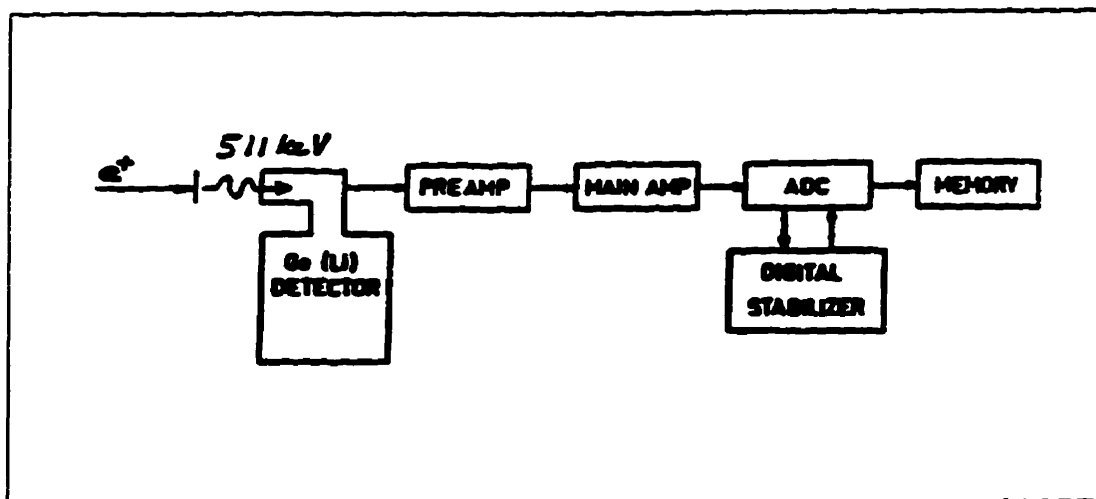 511 keV
e+
PREAMP
MAIN AMP
ADC
MEMORY
Ge (Li)
DETECTOR
DIGITAL
STABILIZER